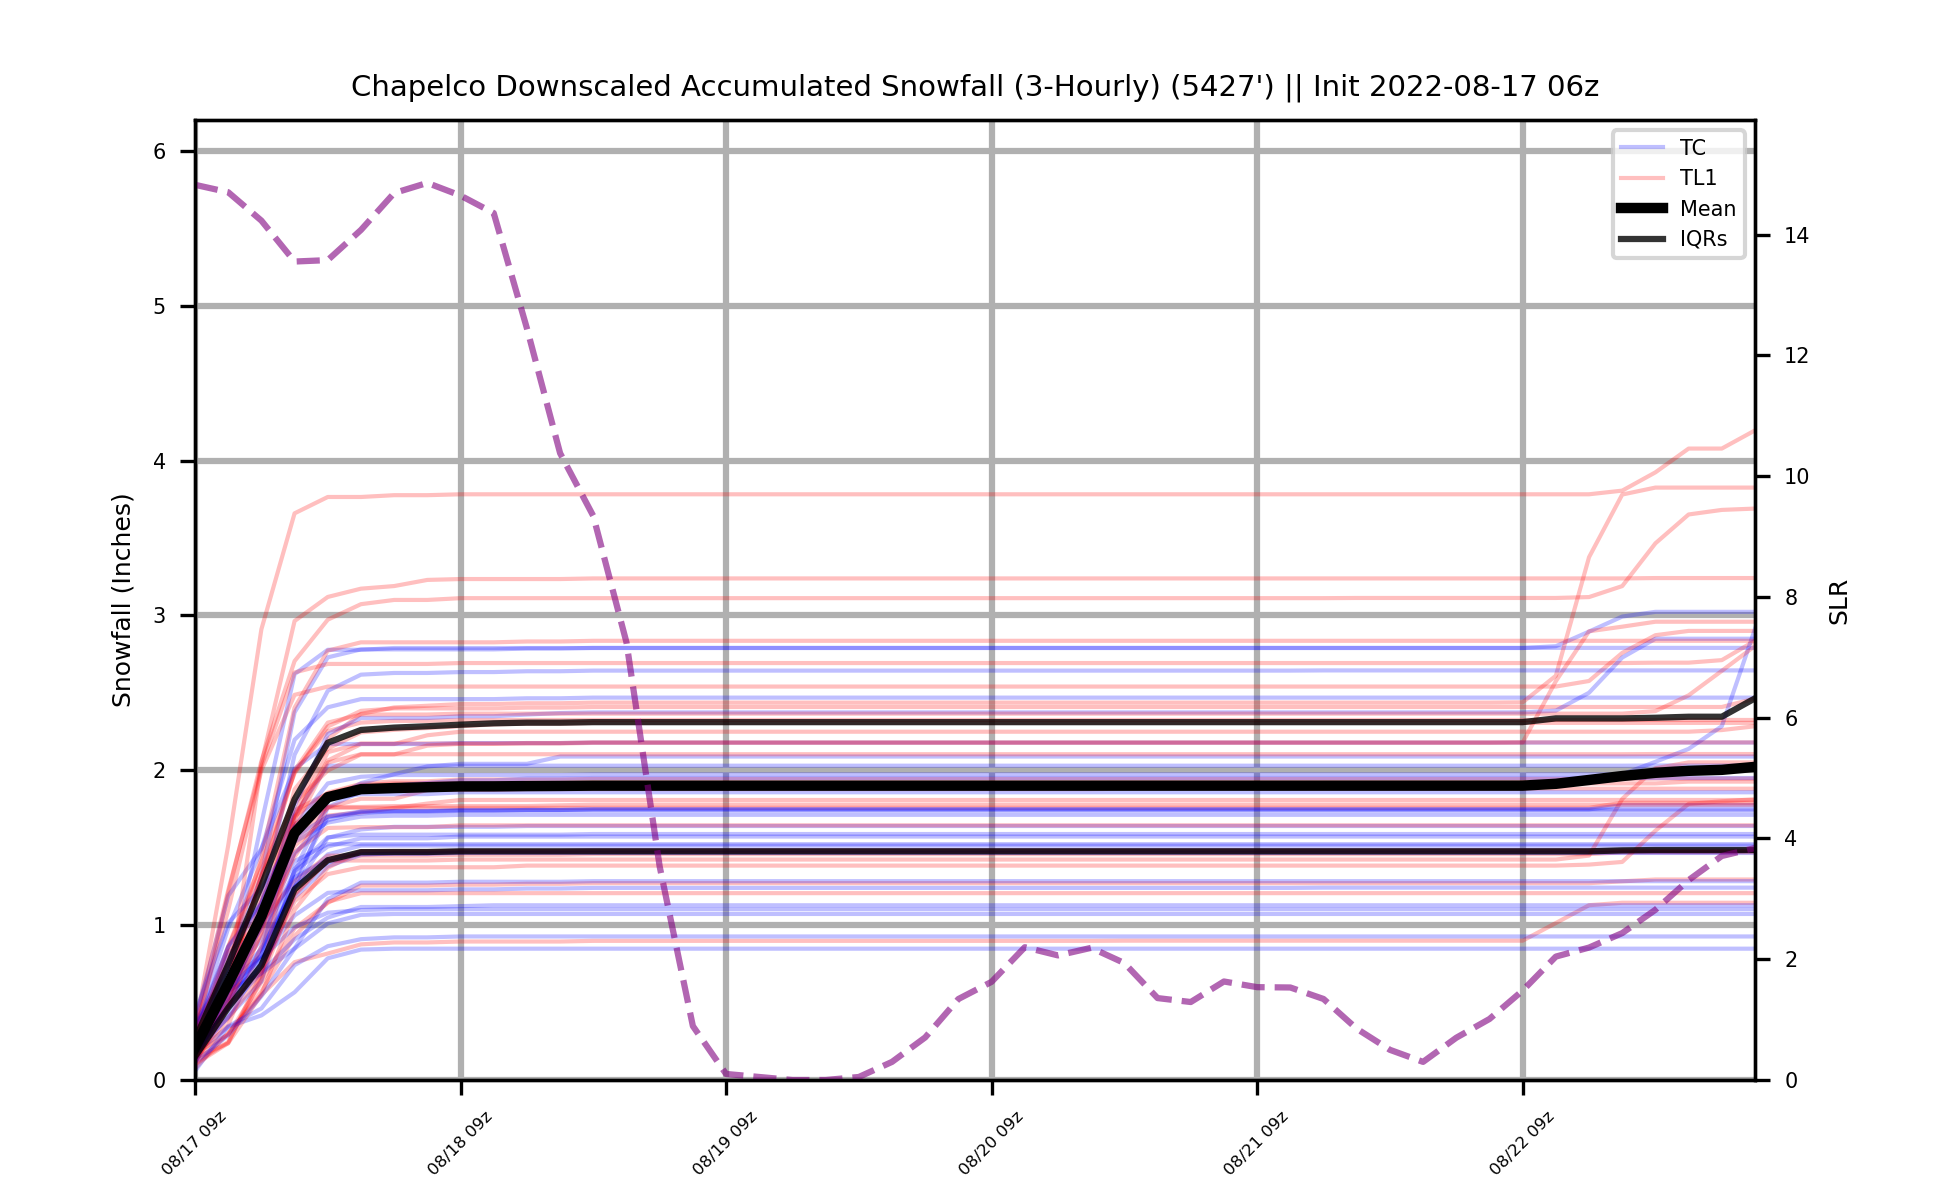 Chapelco Downscaled Accumulated Snowfall (3-Hourly) (5427') || Init 2022-08-17 06z
TC
TL1
Mean
IQRs
6
5
4
3
2
1
0
Snowfall (Inches)
14
12
10
8
6
4
2
0
SLR
08/17 09z
08/18 09z
08/19 09z
08/20 09z
08/21 09z
08/22 09z